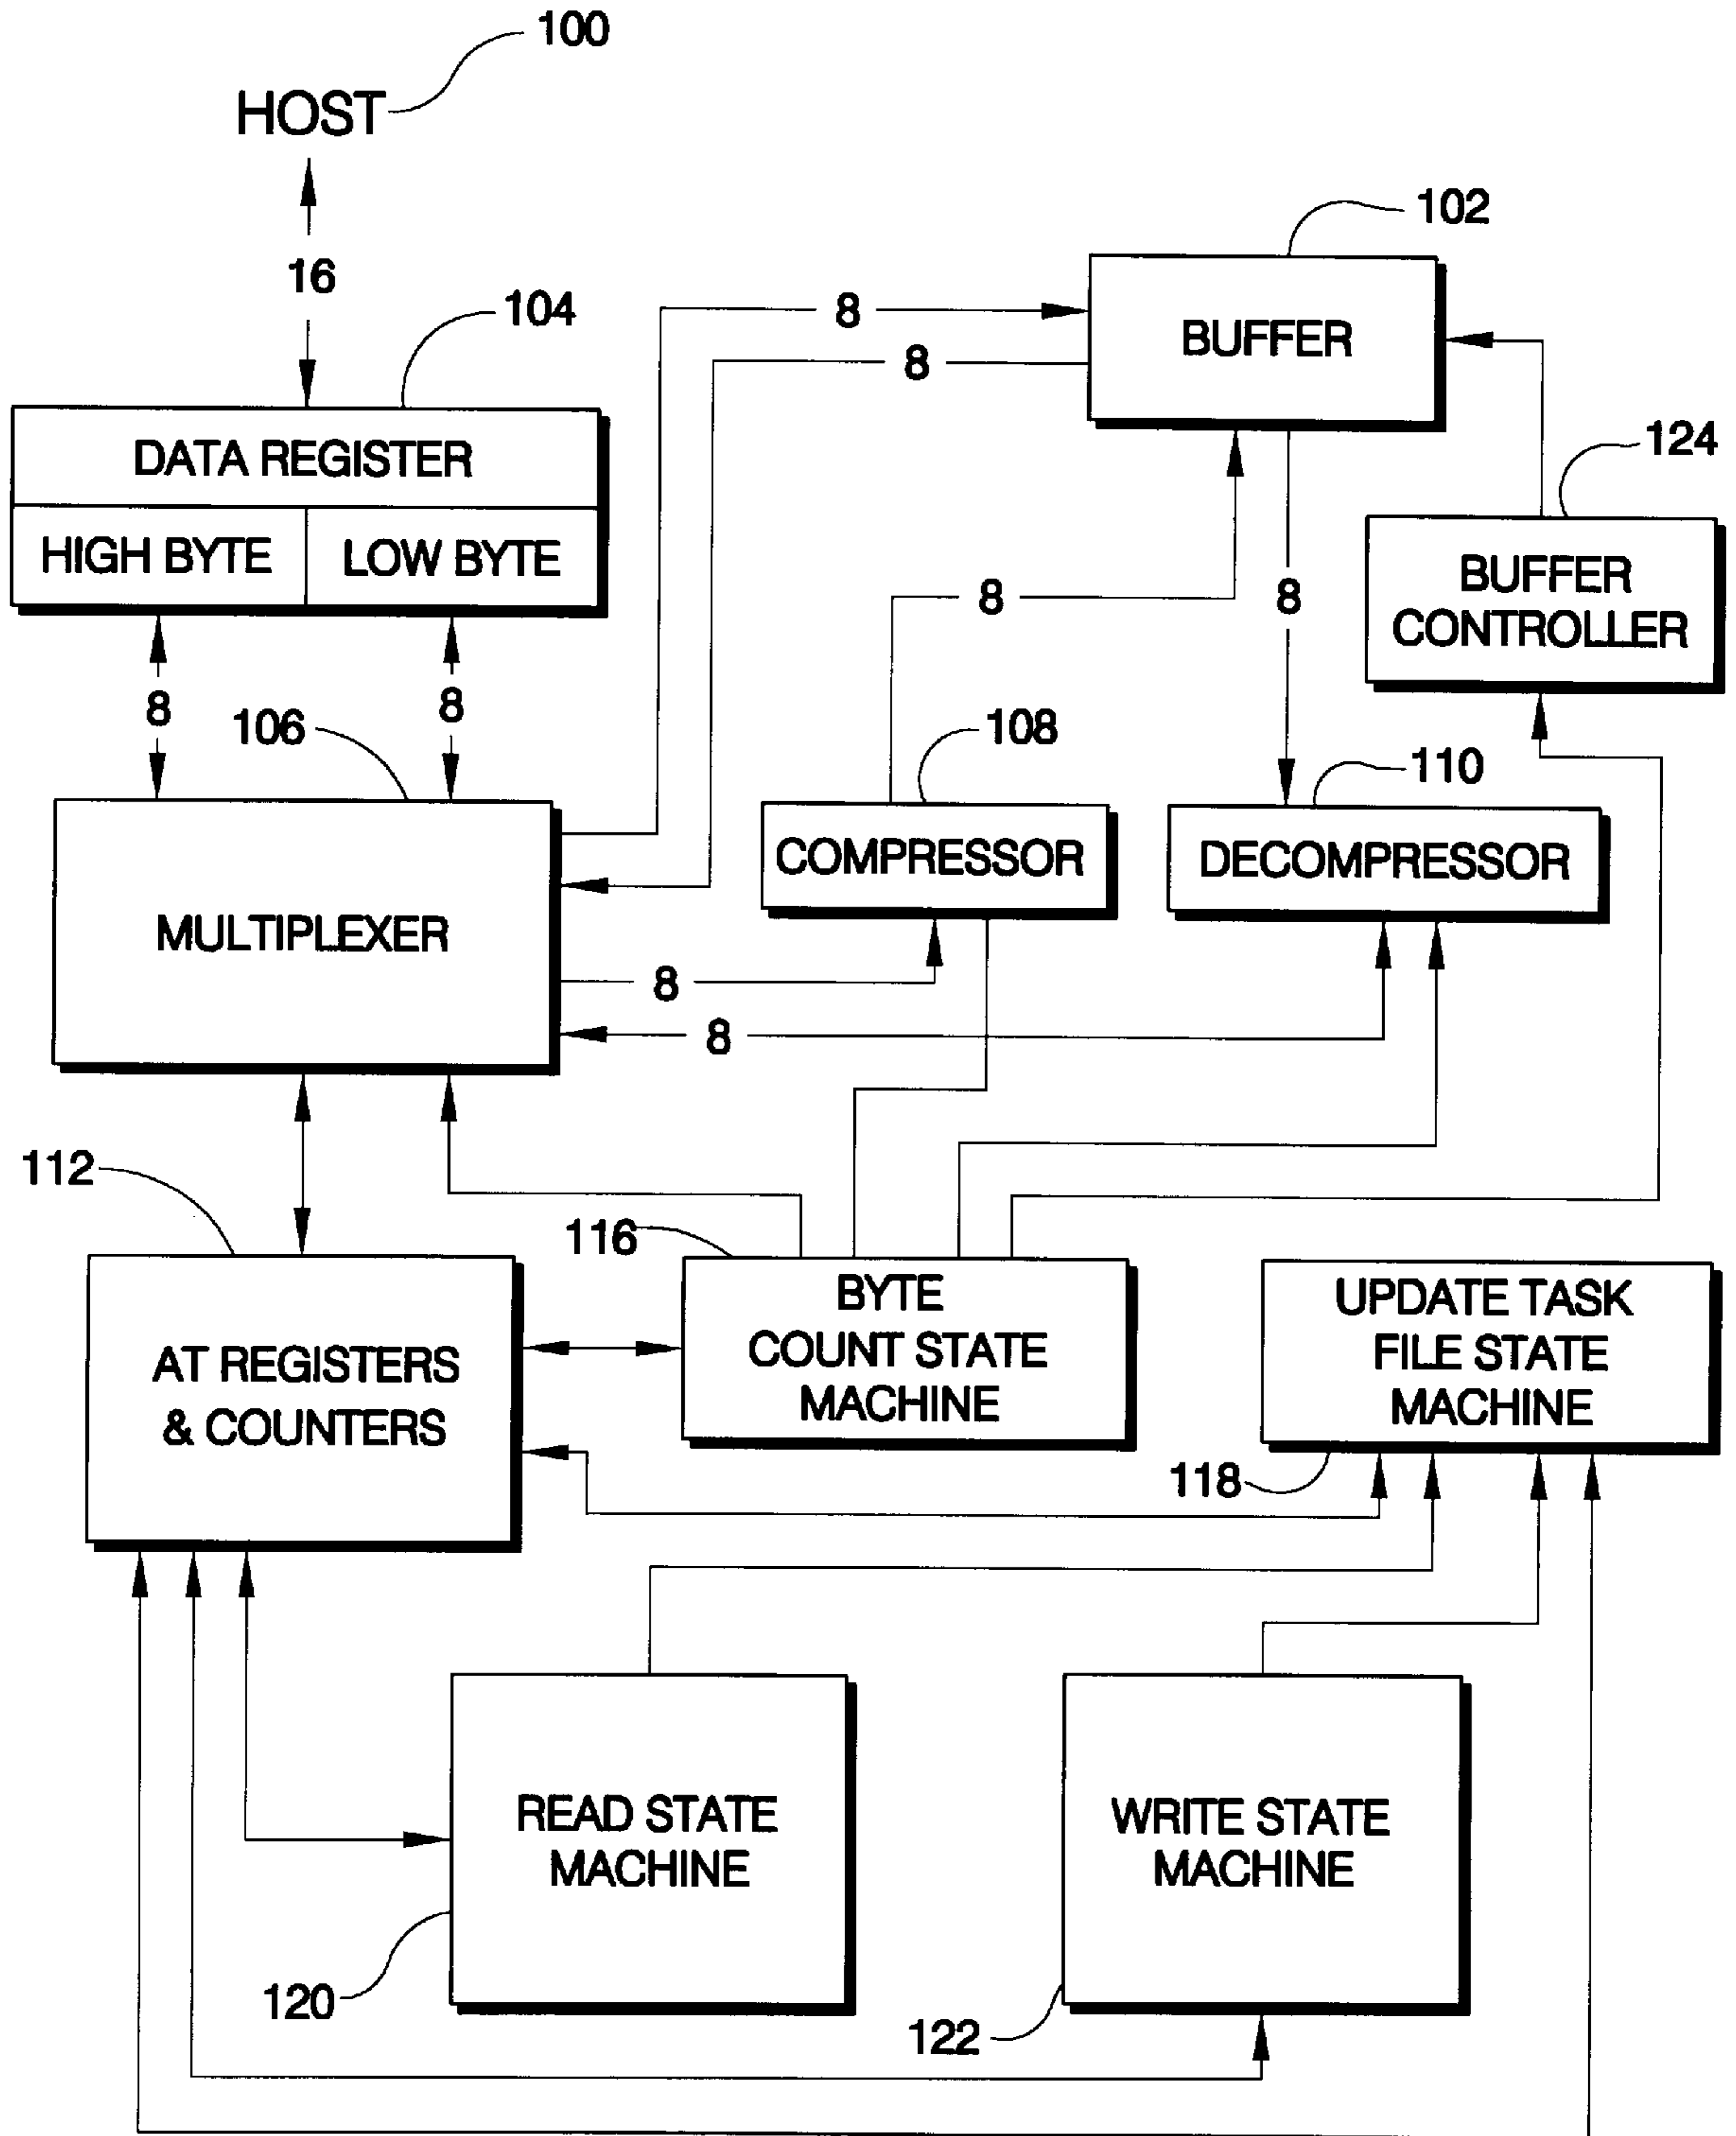 100
HOST
16
102
104
8
BUFFER
8
DATA REGISTER
124
HIGH BYTE
LOW BYTE
8
8
BUFFER
CONTROLLER
8
8
106
108
110
COMPRESSOR
DECOMPRESSOR
MULTIPLEXER
8
8
112
116
BYTE
COUNT STATE
MACHINE
UPDATE TASK
FILE STATE
MACHINE
AT REGISTERS
& COUNTERS
118
READ STATE
MACHINE
WRITE STATE
MACHINE
120
122